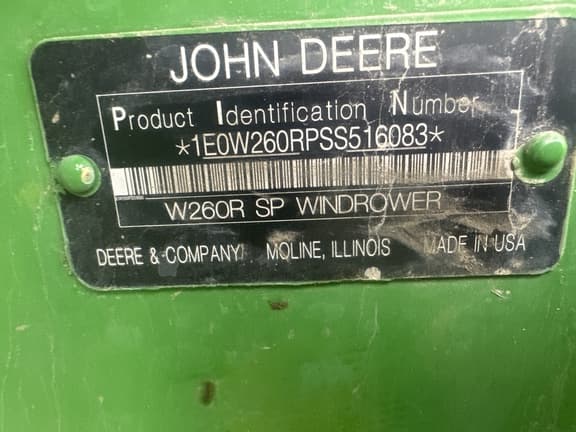 JOHN DEERE
Product Identification Number
*1E0W260RPSS516083*
W260R SP WINDROWER
DEERE & COMPANY MOLINE, ILLINOIS MADE IN USA